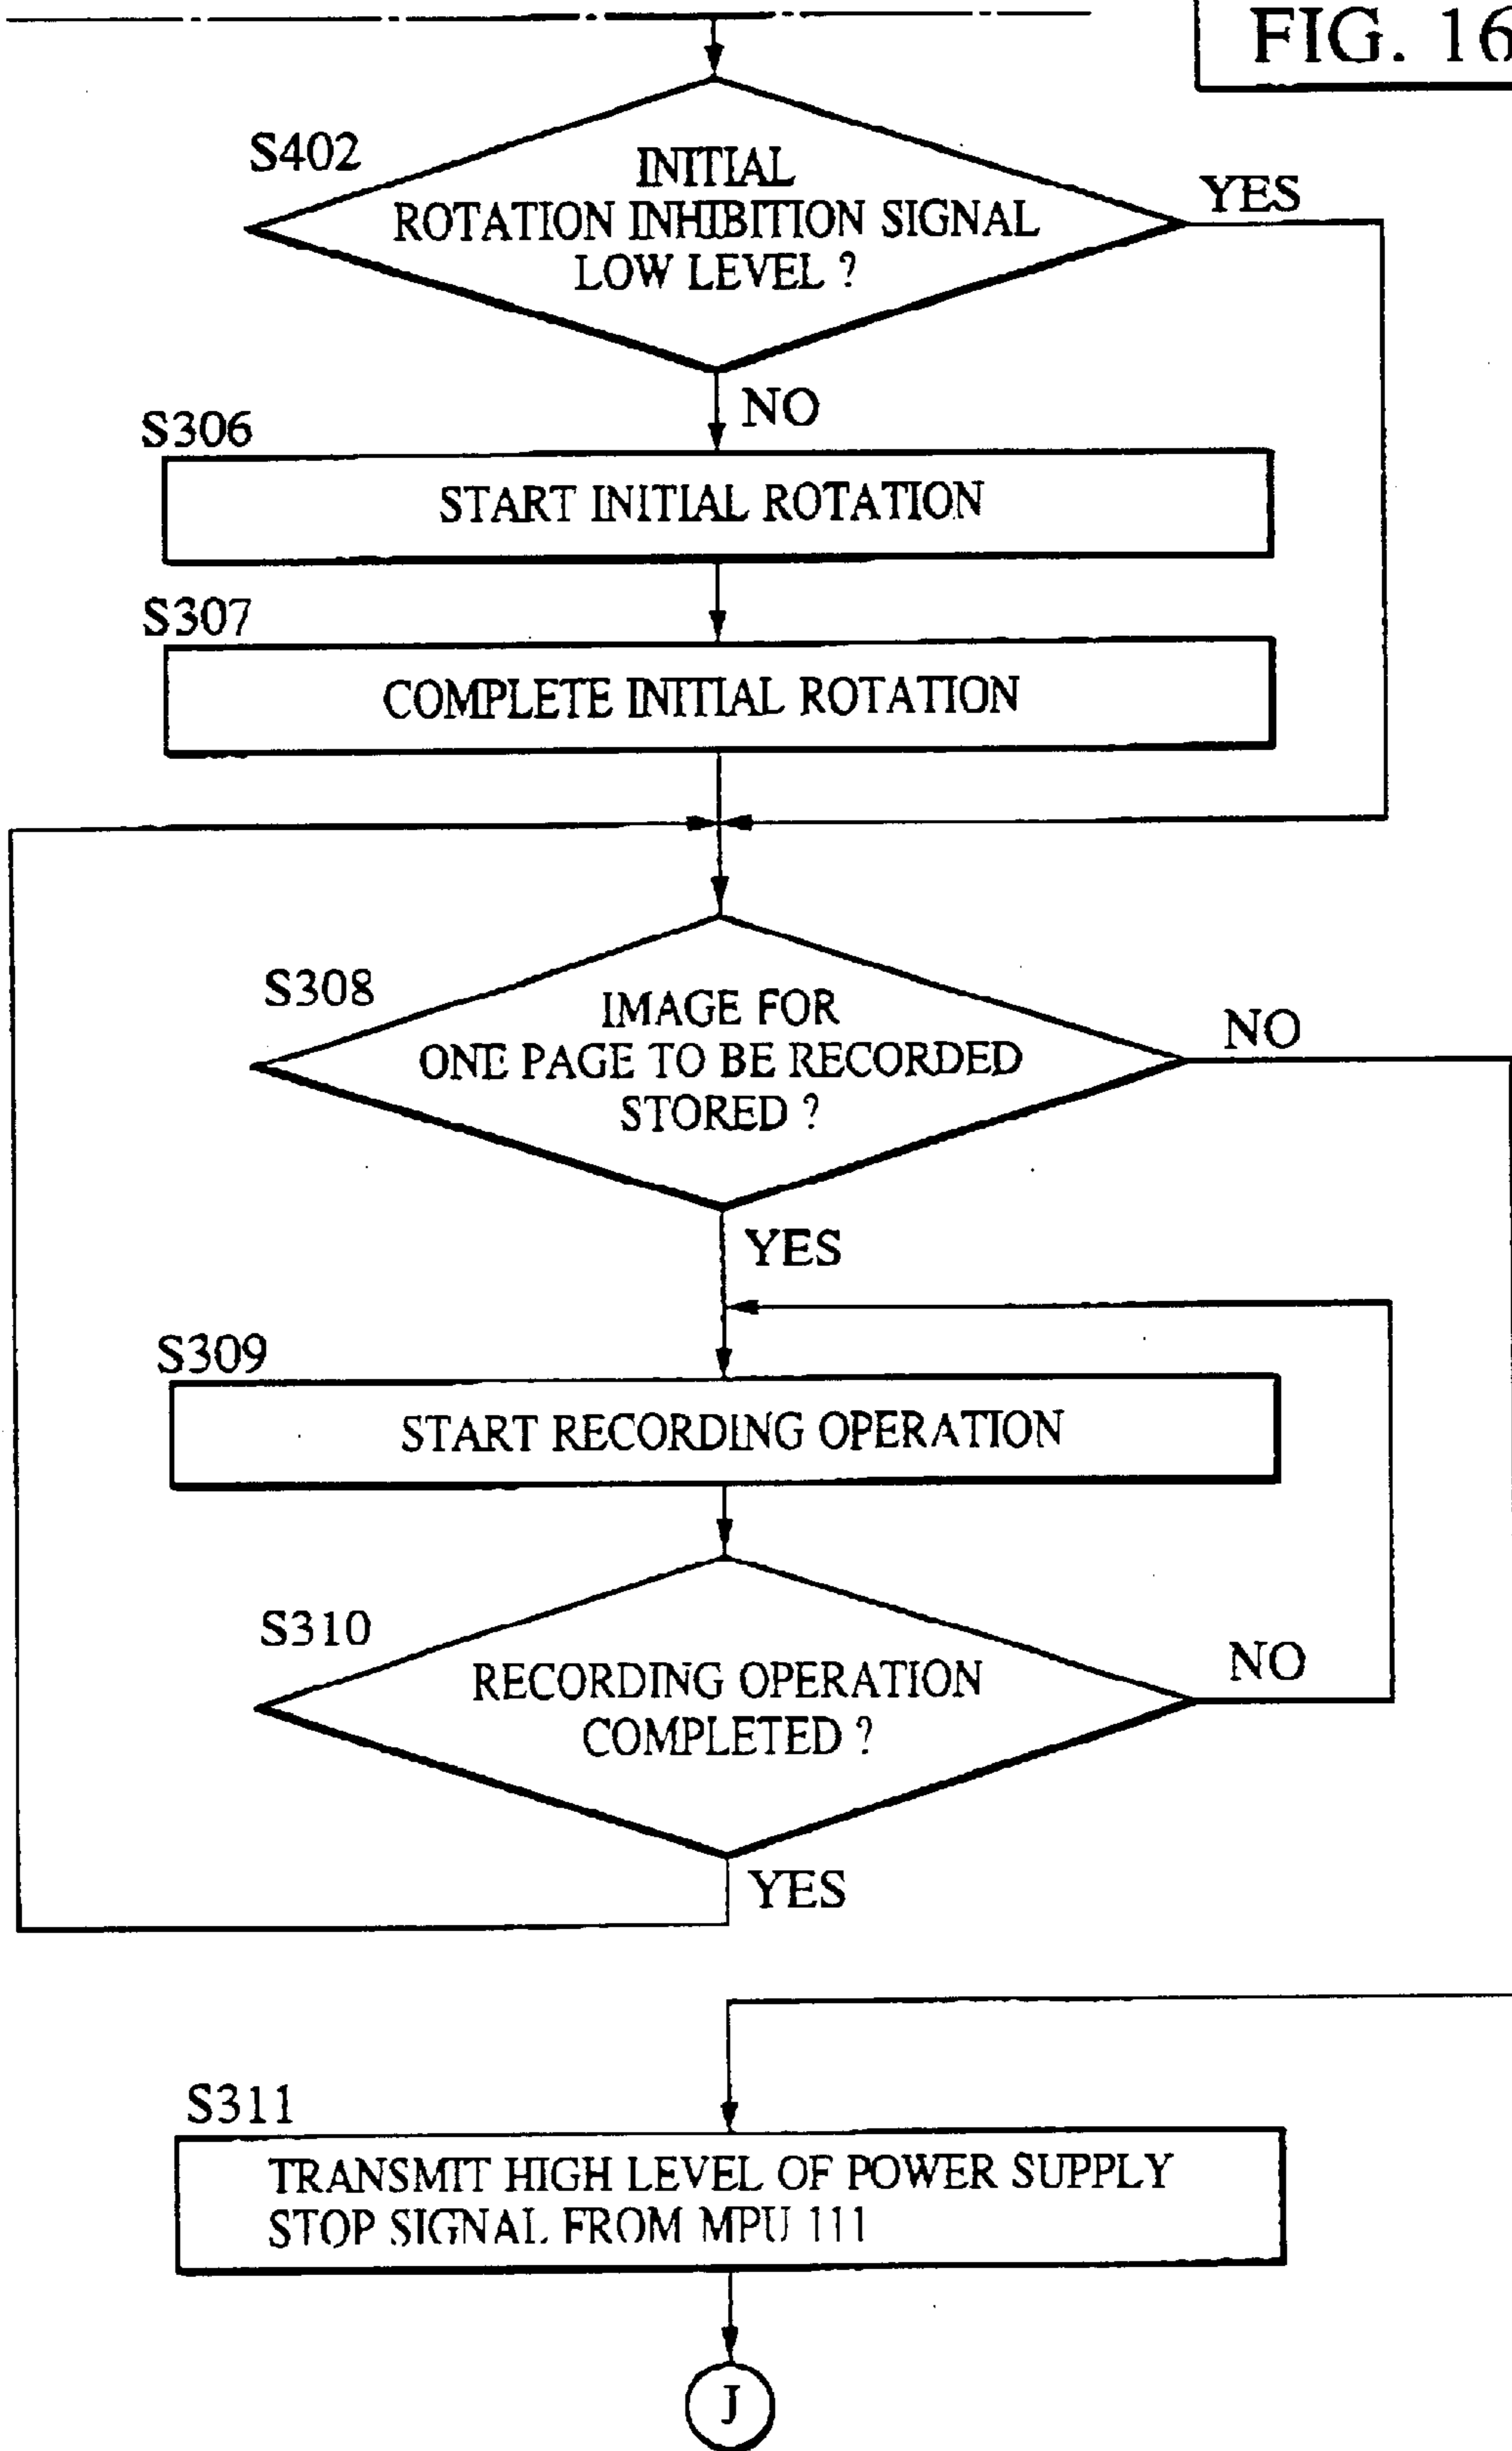 FIG. 16
S402
INITIAL
ROTATION INHIBITION SIGNAL
LOW LEVEL ?
YES
NO
S306
START INITIAL ROTATION
S307
COMPLETE INITIAL ROTATION
S308
IMAGE FOR
ONE PAGE TO BE RECORDED
STORED ?
NO
YES
S309
START RECORDING OPERATION
S310
RECORDING OPERATION
COMPLETED ?
NO
YES
S311
TRANSMIT HIGH LEVEL OF POWER SUPPLY
STOP SIGNAL FROM MPU 111
J